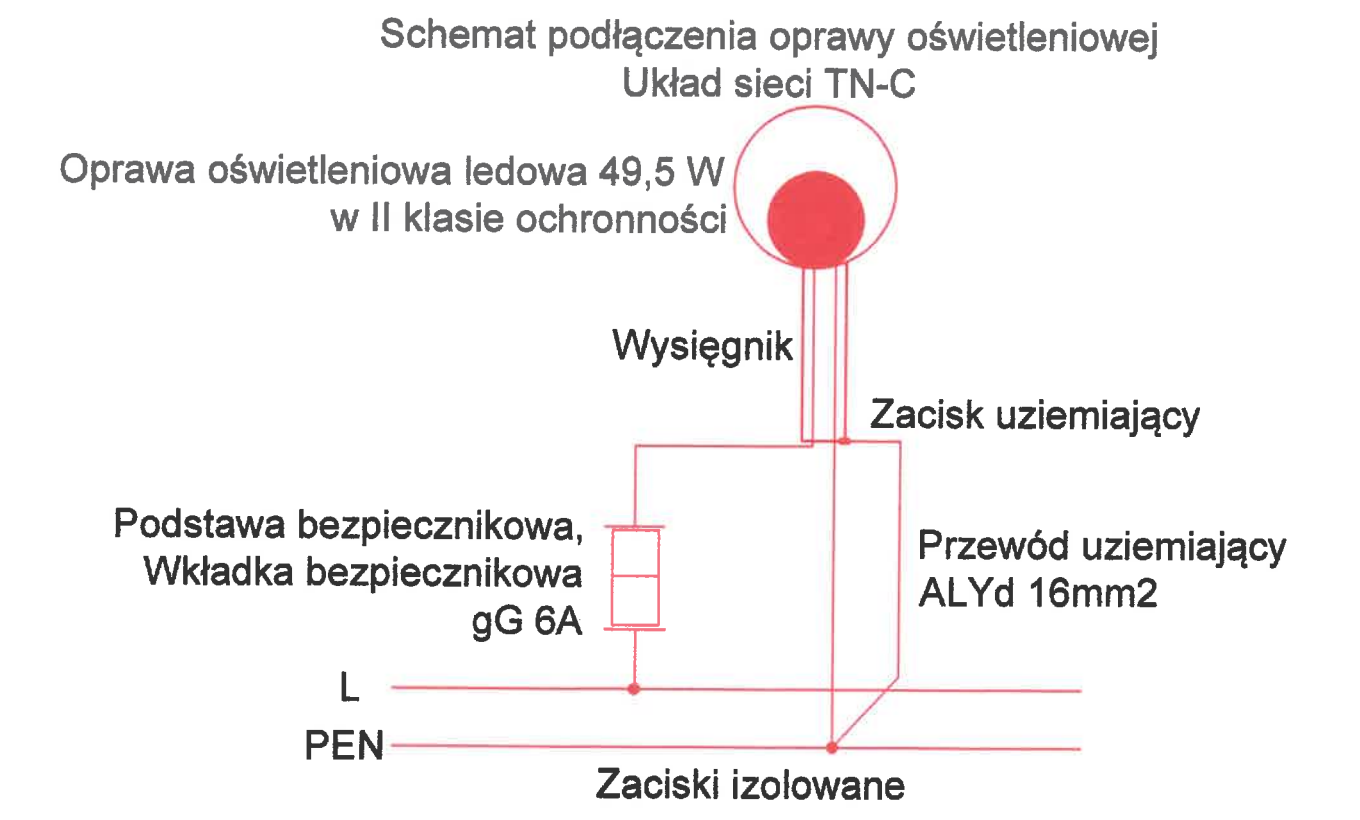 Schemat podłączenia oprawy oświetleniowej
Układ sieci TN-C
Oprawa oświetleniowa ledowa 49,5 W
w II klasie ochronności
Wysięgnik
Zacisk uziemiający
Podstawa bezpiecznikowa,
Wkładka bezpiecznikowa
gG 6A
Przewód uziemiający
ALYd 16mm2
L
PEN
Zaciski izolowane